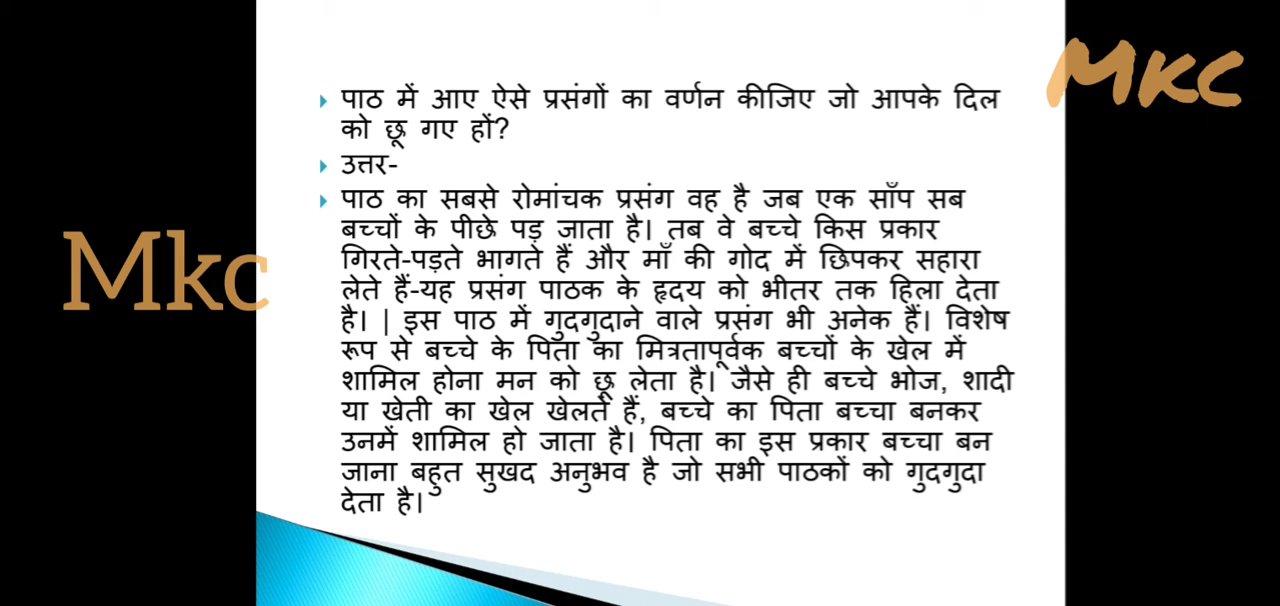 MKC
पाठ में आए ऐसे प्रसंगों का वर्णन कीजिए जो आपके दिल
को छू गए हों?
उत्तर-
पाठ का सबसे रोमांचक प्रसंग वह है जब एक साँप सब
बच्चों के पीछे पड़ जाता है। तब वे बच्चे किस प्रकार
गिरते-पड़ते भागते हैं और माँ की गोद में छिपकर सहारा
लेते हैं-यह प्रसंग पाठक के हृदय को भीतर तक हिला देता
है। | इस पाठ में गुदगुदाने वाले प्रसंग भी अनेक हैं। विशेष
रूप से बच्चे के पिता का मित्रतापूर्वक बच्चों के खेल में
शामिल होना मन को छू लेता है। जैसे ही बच्चे भोज, शादी
या खेती का खेल खेलते हैं, बच्चे का पिता बच्चा बनकर
उनमें शामिल हो जाता है। पिता का इस प्रकार बच्चा बन
जाना बहुत सुखद अनुभव है जो सभी पाठकों को गुदगुदा
देता है।
Mkc